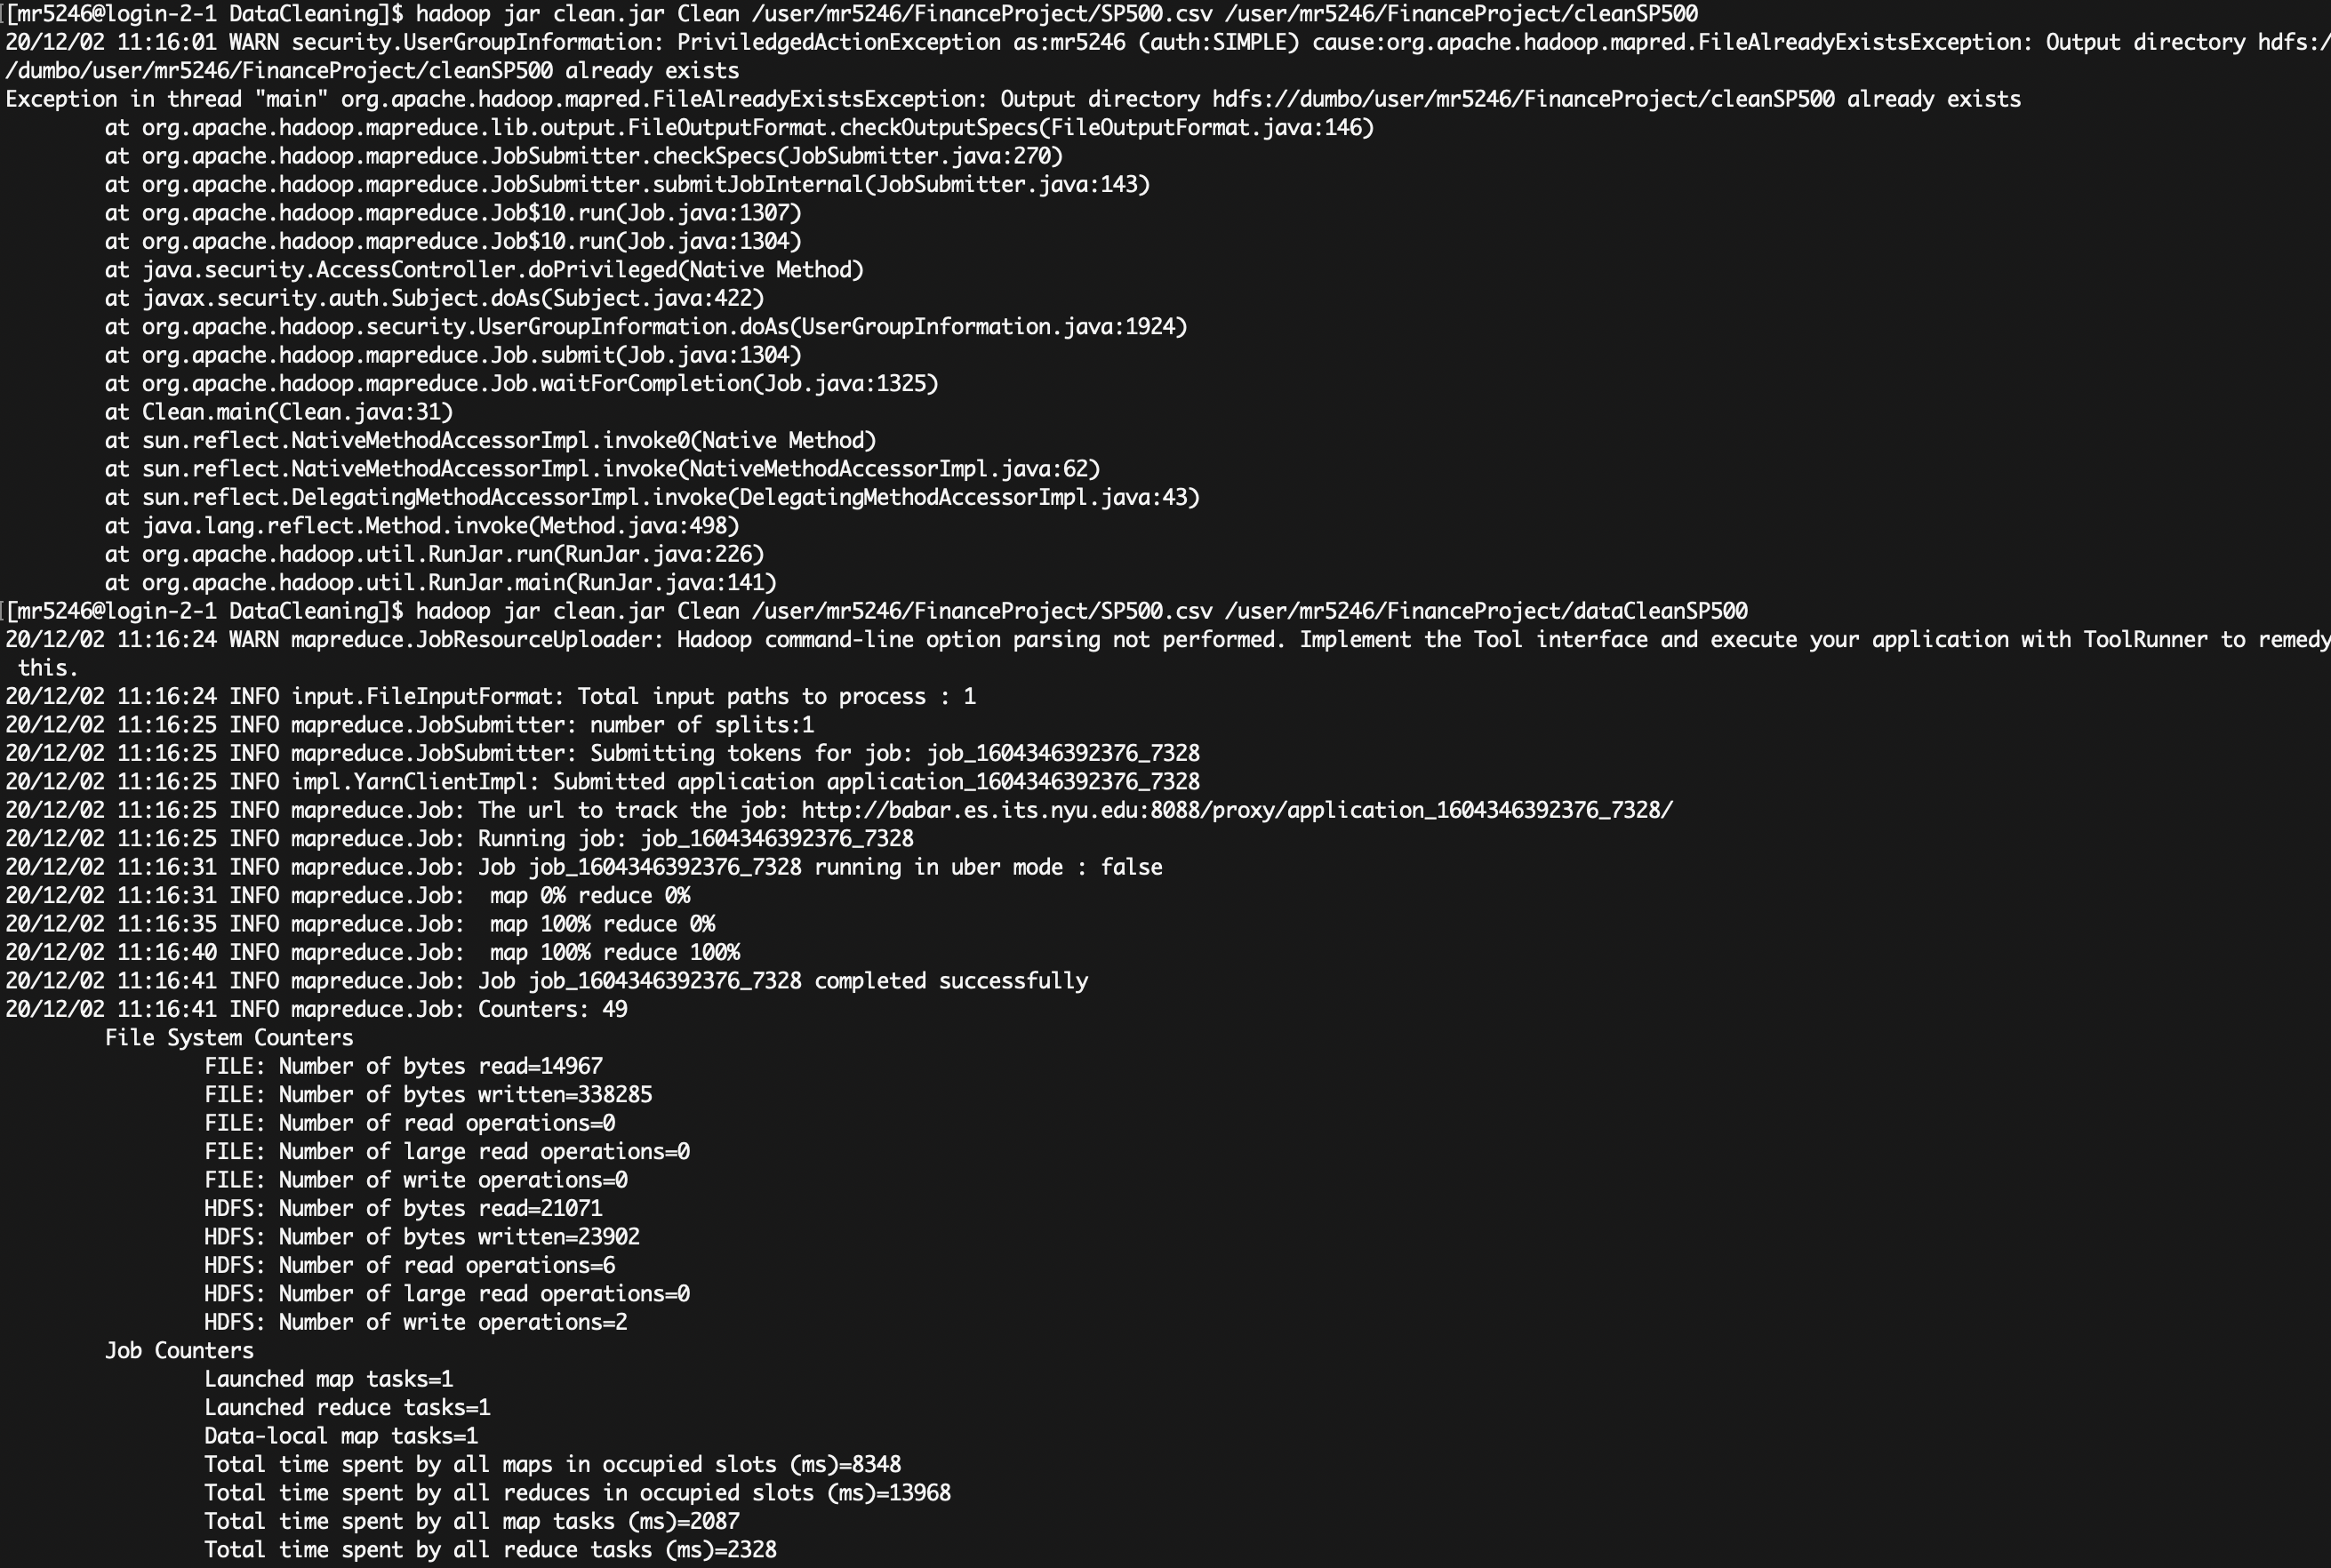 [mr5246@login-2-1 DataCleaning]$ hadoop jar clean.jar Clean /user/mr5246/FinanceProject/SP500.csv /user/mr5246/FinanceProject/cleanSP500
20/12/02 11:16:01 WARN security.UserGroupInformation: PriviledgedActionException as:mr5246 (auth:SIMPLE) cause:org.apache.hadoop.mapred.FileAlreadyExistsException: Output directory hdfs:/
/dumbo/user/mr5246/FinanceProject/cleanSP500 already exists
Exception in thread "main" org.apache.hadoop.mapred.FileAlreadyExistsException: Output directory hdfs://dumbo/user/mr5246/FinanceProject/cleanSP500 already exists
at org.apache.hadoop.mapreduce.lib.output.FileOutputFormat.checkOutputSpecs(FileOutputFormat.java:146)
at org.apache.hadoop.mapreduce.JobSubmitter.checkSpecs(JobSubmitter.java:270)
at org.apache.hadoop.mapreduce.JobSubmitter.submitJobInternal(JobSubmitter.java:143)
at org.apache.hadoop.mapreduce.Job$10.run(Job.java:1307)
at org.apache.hadoop.mapreduce.Job$10.run(Job.java:1304)
at java.security.AccessController.doPrivileged(Native Method)
at javax.security.auth.Subject.doAs(Subject.java:422)
at org.apache.hadoop.security.UserGroupInformation.doAs(UserGroupInformation.java:1924)
at org.apache.hadoop.mapreduce.Job.submit(Job.java:1304)
at org.apache.hadoop.mapreduce.Job.waitForCompletion(Job.java:1325)
at Clean.main(Clean.java:31)
at sun.reflect.NativeMethodAccessorImpl.invoke0(Native Method)
at sun.reflect.NativeMethodAccessorImpl.invoke(NativeMethodAccessorImpl.java:62)
at sun.reflect.DelegatingMethodAccessorImpl.invoke(DelegatingMethodAccessorImpl.java:43)
at java.lang.reflect.Method.invoke(Method.java:498)
at org.apache.hadoop.util.RunJar.run(RunJar.java:226)
at org.apache.hadoop.util.RunJar.main(RunJar.java:141)
[[mr5246@login-2-1 DataCleaning]$ hadoop jar clean.jar Clean /user/mr5246/FinanceProject/SP500.csv /user/mr5246/FinanceProject/dataCleanSP500
20/12/02 11:16:24 WARN mapreduce.JobResourceUploader: Hadoop command-line option parsing not performed. Implement the Tool interface and execute your application with ToolRunner to remedy
this.
20/12/02 11:16:24 INFO input.FileInputFormat: Total input paths to process : 1
20/12/02 11:16:25 INFO mapreduce.JobSubmitter: number of splits:1
20/12/02 11:16:25 INFO mapreduce.JobSubmitter: Submitting tokens for job: job_1604346392376_7328
20/12/02 11:16:25 INFO impl.YarnClientImpl: Submitted application application_1604346392376_7328
20/12/02 11:16:25 INFO mapreduce.Job: The url to track the job: http://babar.es.its.nyu.edu:8088/proxy/application_1604346392376_7328/
20/12/02 11:16:25 INFO mapreduce.Job: Running job: job_1604346392376_7328
20/12/02 11:16:31 INFO mapreduce.Job: Job job_1604346392376_7328 running in uber mode : false
20/12/02 11:16:31 INFO mapreduce.Job:  map 0% reduce 0%
20/12/02 11:16:35 INFO mapreduce.Job:  map 100% reduce 0%
20/12/02 11:16:40 INFO mapreduce.Job:  map 100% reduce 100%
20/12/02 11:16:41 INFO mapreduce.Job: Job job_1604346392376_7328 completed successfully
20/12/02 11:16:41 INFO mapreduce.Job: Counters: 49
File System Counters
FILE: Number of bytes read=14967
FILE: Number of bytes written=338285
FILE: Number of read operations=0
FILE: Number of large read operations=0
FILE: Number of write operations=0
HDFS: Number of bytes read=21071
HDFS: Number of bytes written=23902
HDFS: Number of read operations=6
HDFS: Number of large read operations=0
HDFS: Number of write operations=2
Job Counters
Launched map tasks=1
Launched reduce tasks=1
Data-local map tasks=1
Total time spent by all maps in occupied slots (ms)=8348
Total time spent by all reduces in occupied slots (ms)=13968
Total time spent by all map tasks (ms)=2087
Total time spent by all reduce tasks (ms)=2328